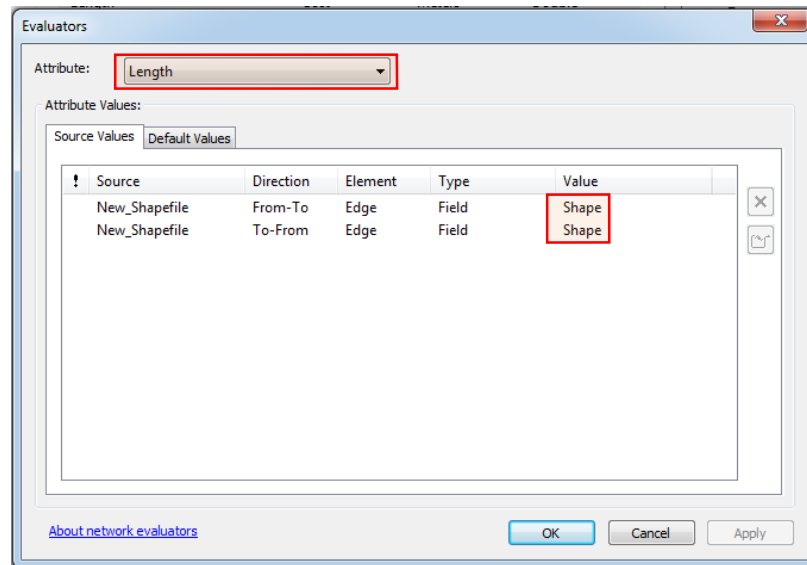 Evaluators
Attribute: Length
Attribute Values:
Source Values Default Values
! Source Direction Element Type Value
New_Shapefile From-To Edge Field Shape
New_Shapefile To-From Edge Field Shape
About network evaluators OK Cancel Apply